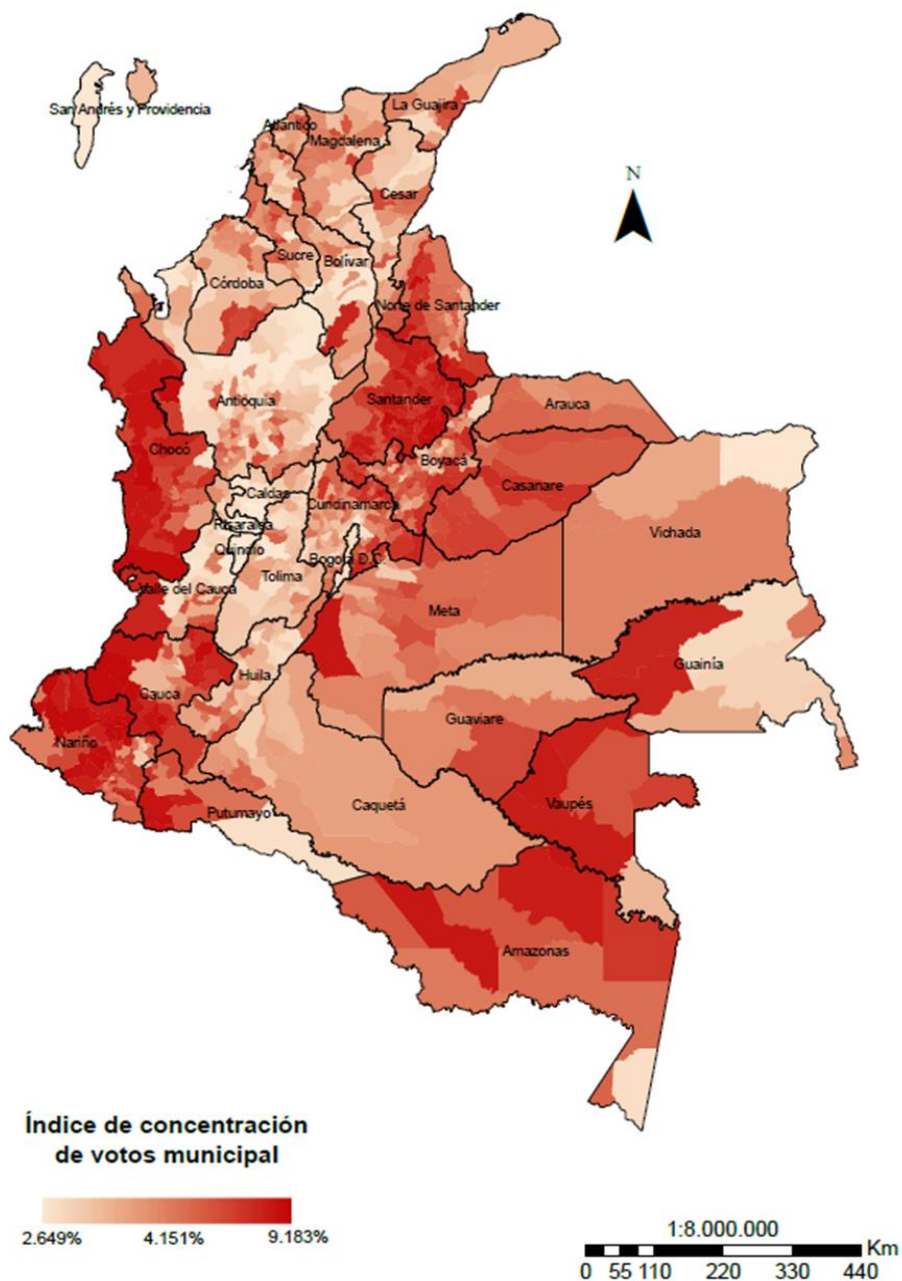 San Andrés y Providencia
La Guajira
Atlántico
Magdalena
Cesar
N
Sucre
Bolívar
Córdoba
Norte de Santander
Antioquia
Santander
Arauca
Chocó
Boyacá
Casanare
Caldas
Cundinamarca
Risaralda
Vichada
Quindío
Bogotá D.C.
Tolima
Valle del Cauca
Meta
Guainía
Huila
Cauca
Guaviare
Nariño
Vaupés
Caquetá
Putumayo
Amazonas
Índice de concentración
de votos municipal
2.649% 4.151% 9.183%
1:8.000.000
Km
0 55 110 220 330 440